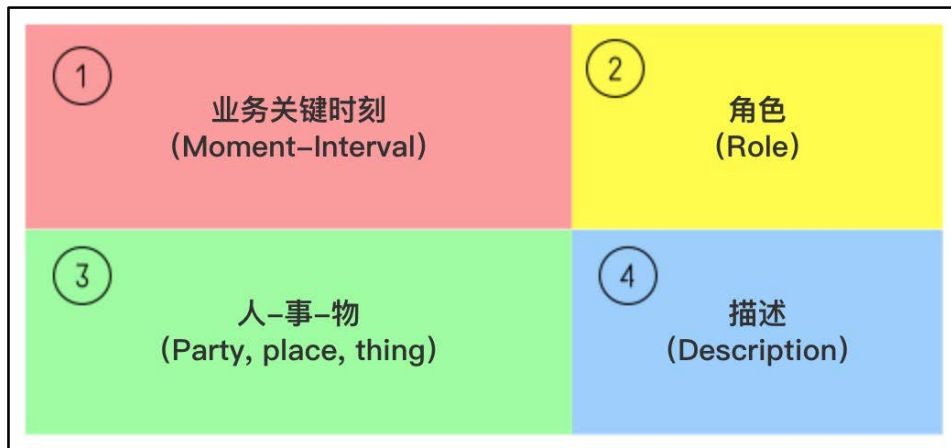 ①
业务关键时刻
（Moment-Interval）
②
角色
（Role）
③
人-事-物
（Party, place, thing）
④
描述
（Description）